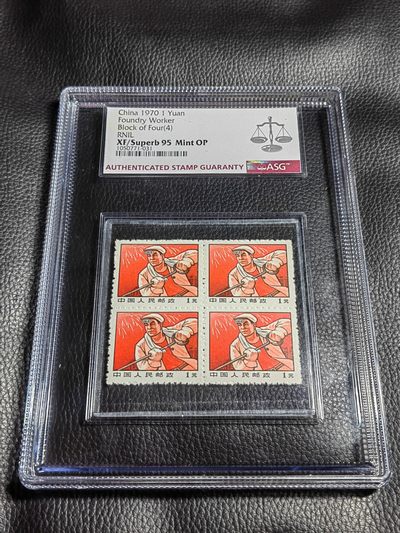 China 1970 1 Yuan
Foundry Worker
Block of Four(4)
RNIL
XF/Superb 95 Mint OP
1050771-031
AUTHENTICATED STAMP GUARANTY ASG
中国人民邮政 1元
中国人民邮政 1元
中国人民邮政 1元
中国人民邮政 1元